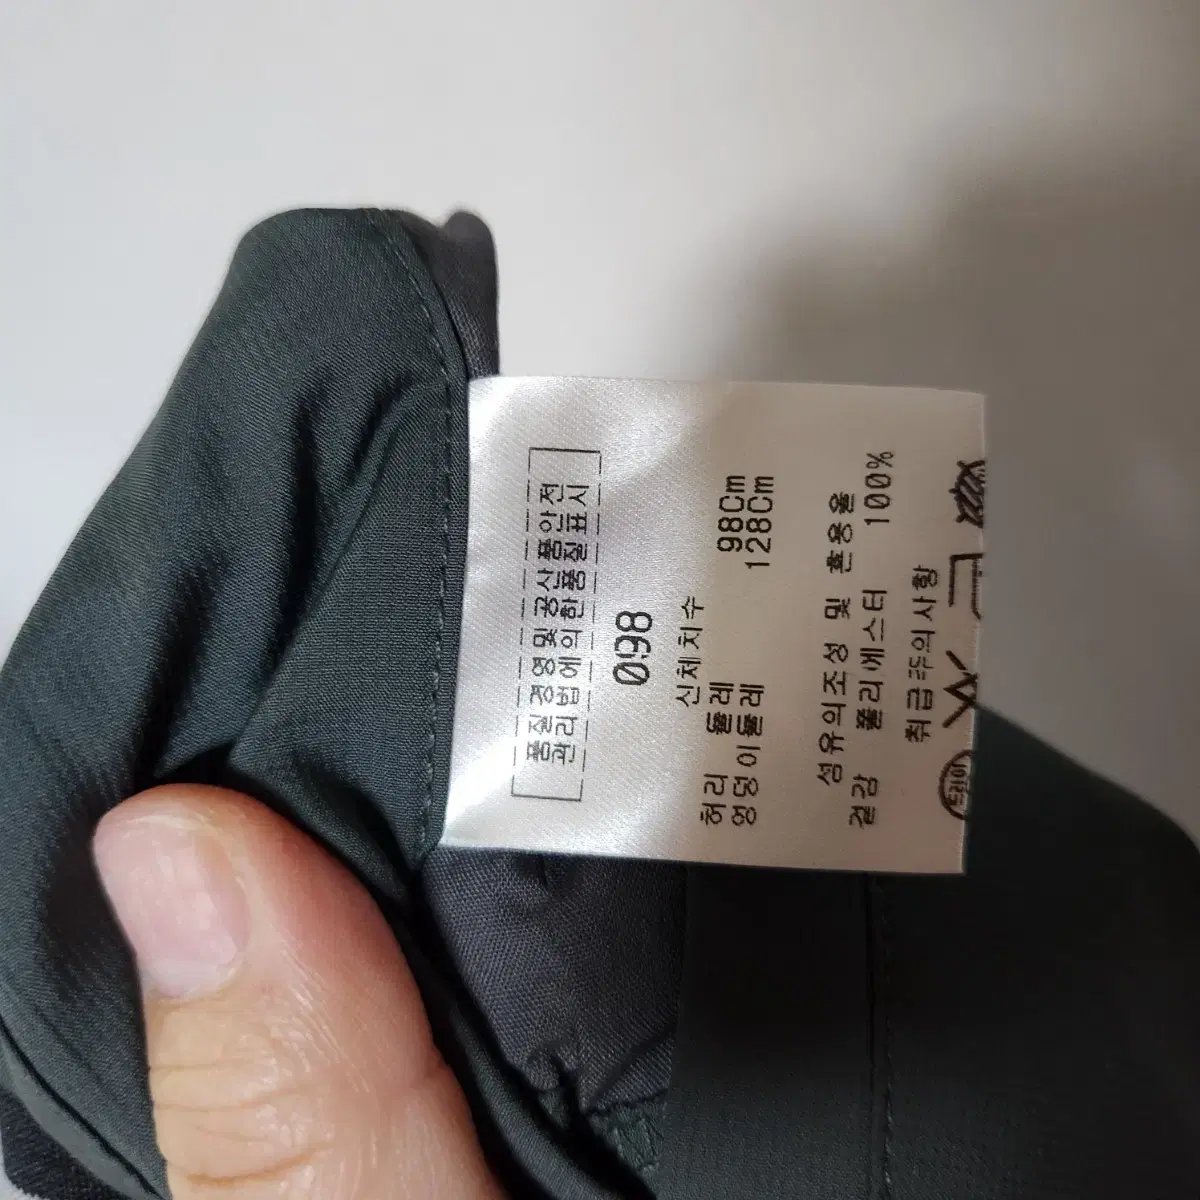 품질경영 및 공산품안전
관리법에 의한 품질표시
098
신체치수
허리 둘레 98Cm
엉덩이둘레 128Cm
섬유의조성 및 혼용율
겉감 폴리에스터 100%
취급주의사항
드라이